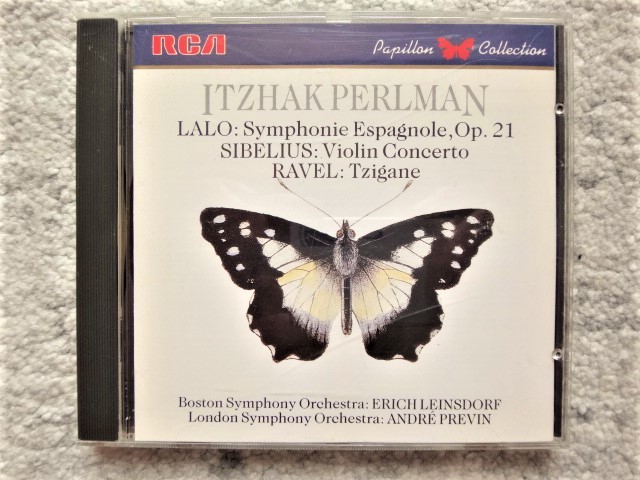 RCA
Papillon Collection
ITZHAK PERLMAN
LALO: Symphonie Espagnole, Op. 21
SIBELIUS: Violin Concerto
RAVEL: Tzigane
Boston Symphony Orchestra: ERICH LEINSDORF
London Symphony Orchestra: ANDRÉ PREVIN